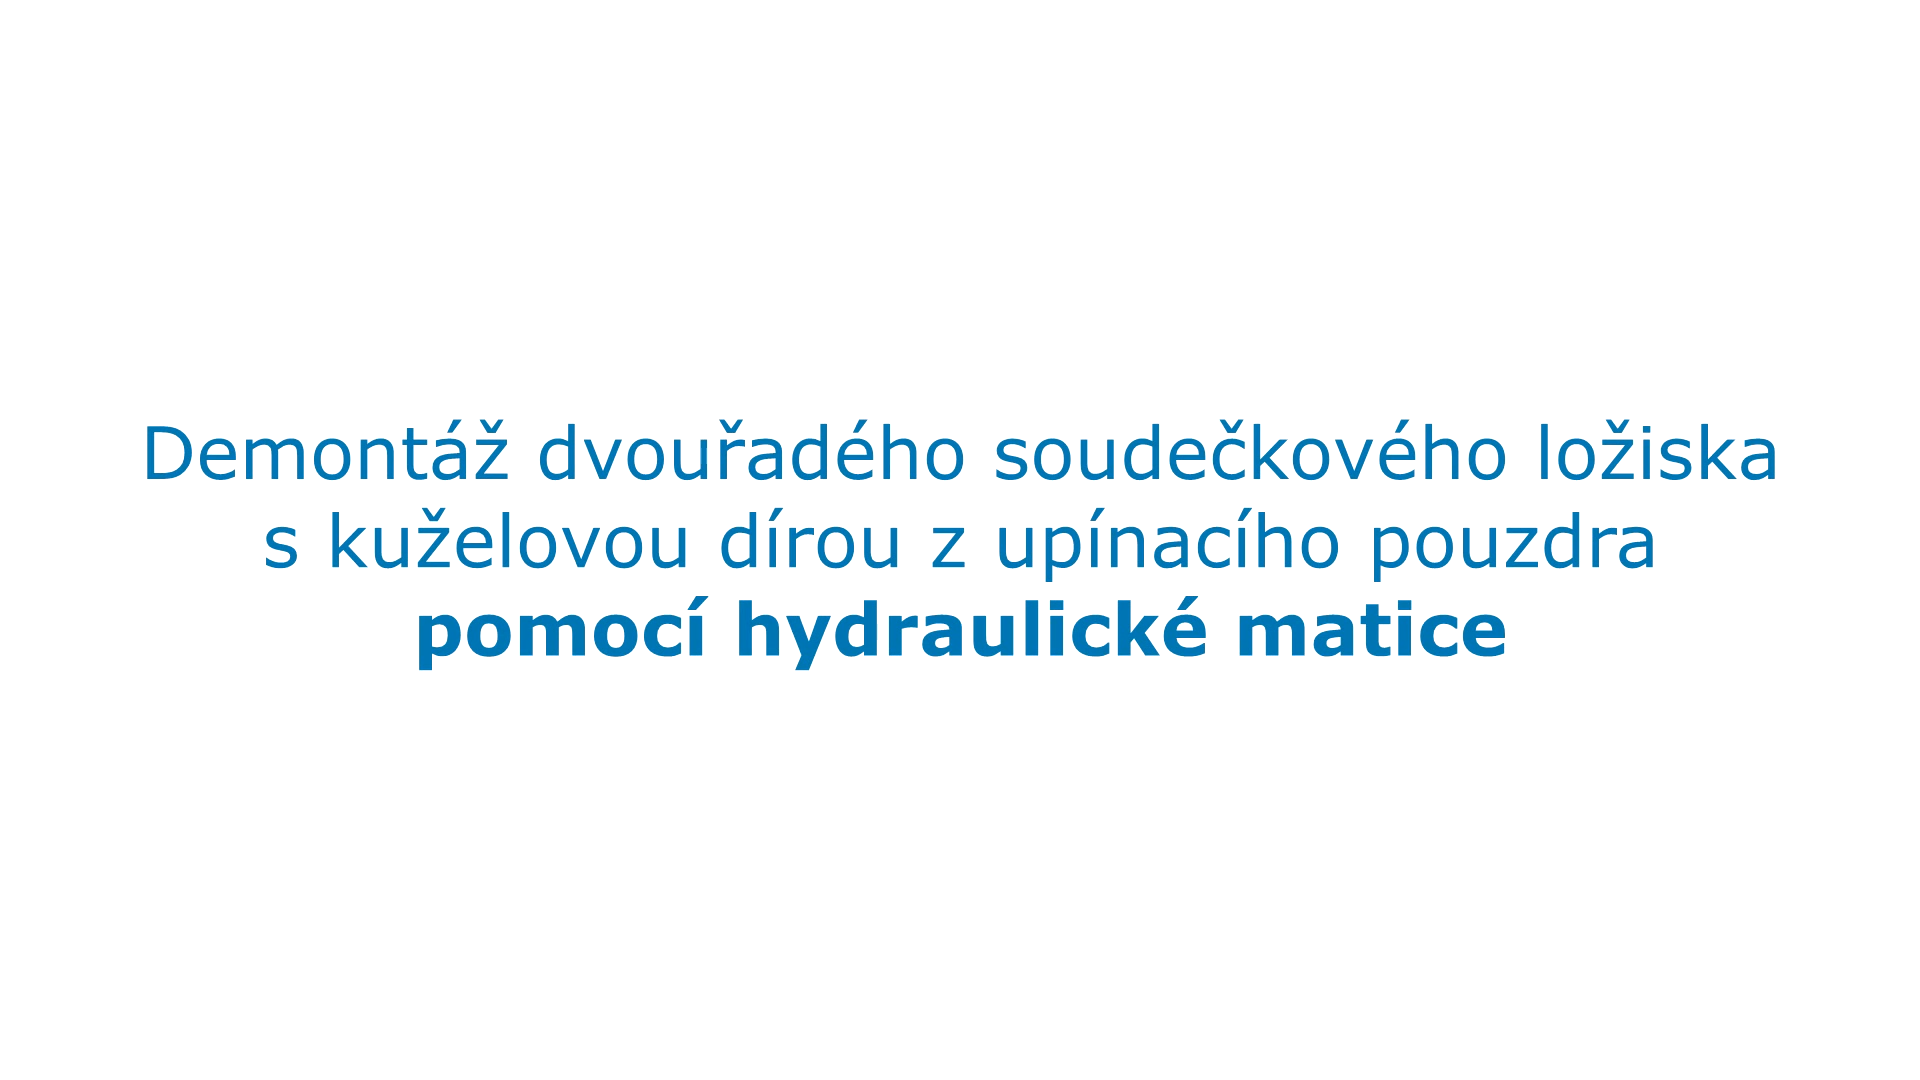 Demontáž dvouřadého soudečkového ložiska
s kuželovou dírou z upínacího pouzdra
pomocí hydraulické matice